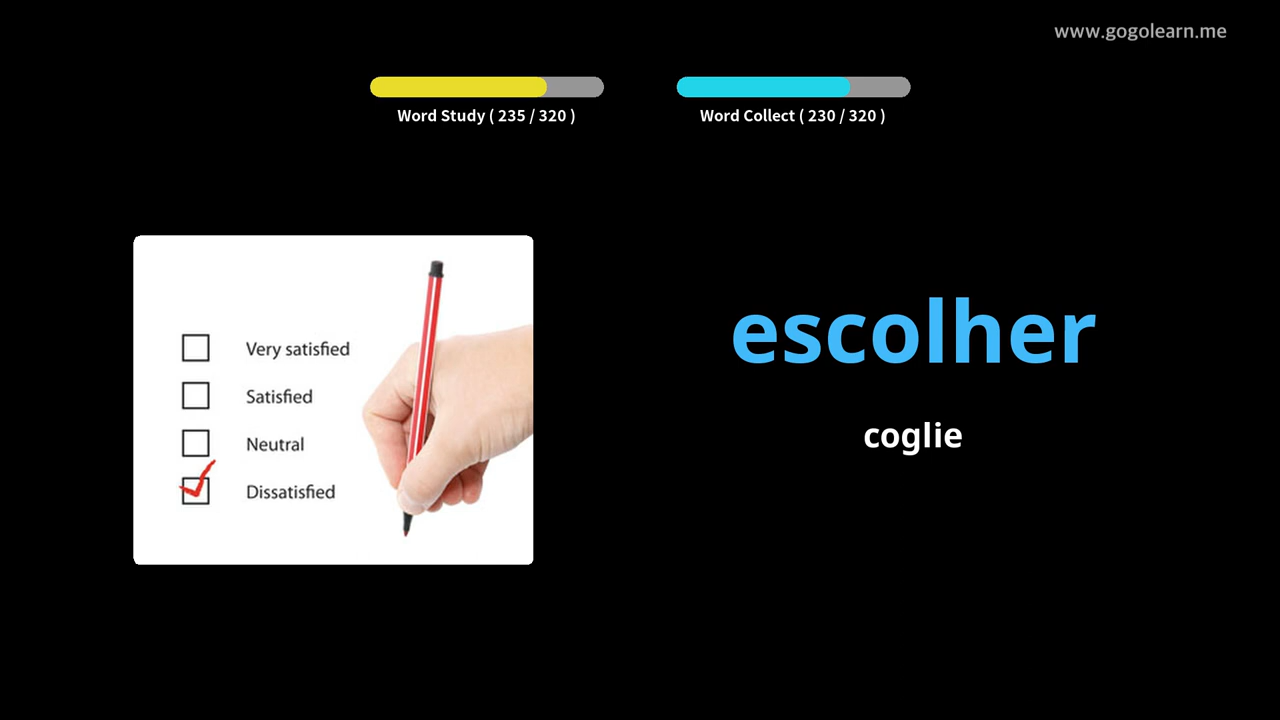 www.gogolearn.me
Word Study ( 235 / 320 )
Word Collect ( 230 / 320 )
Very satisfied
Satisfied
Neutral
Dissatisfied
escolher
coglie